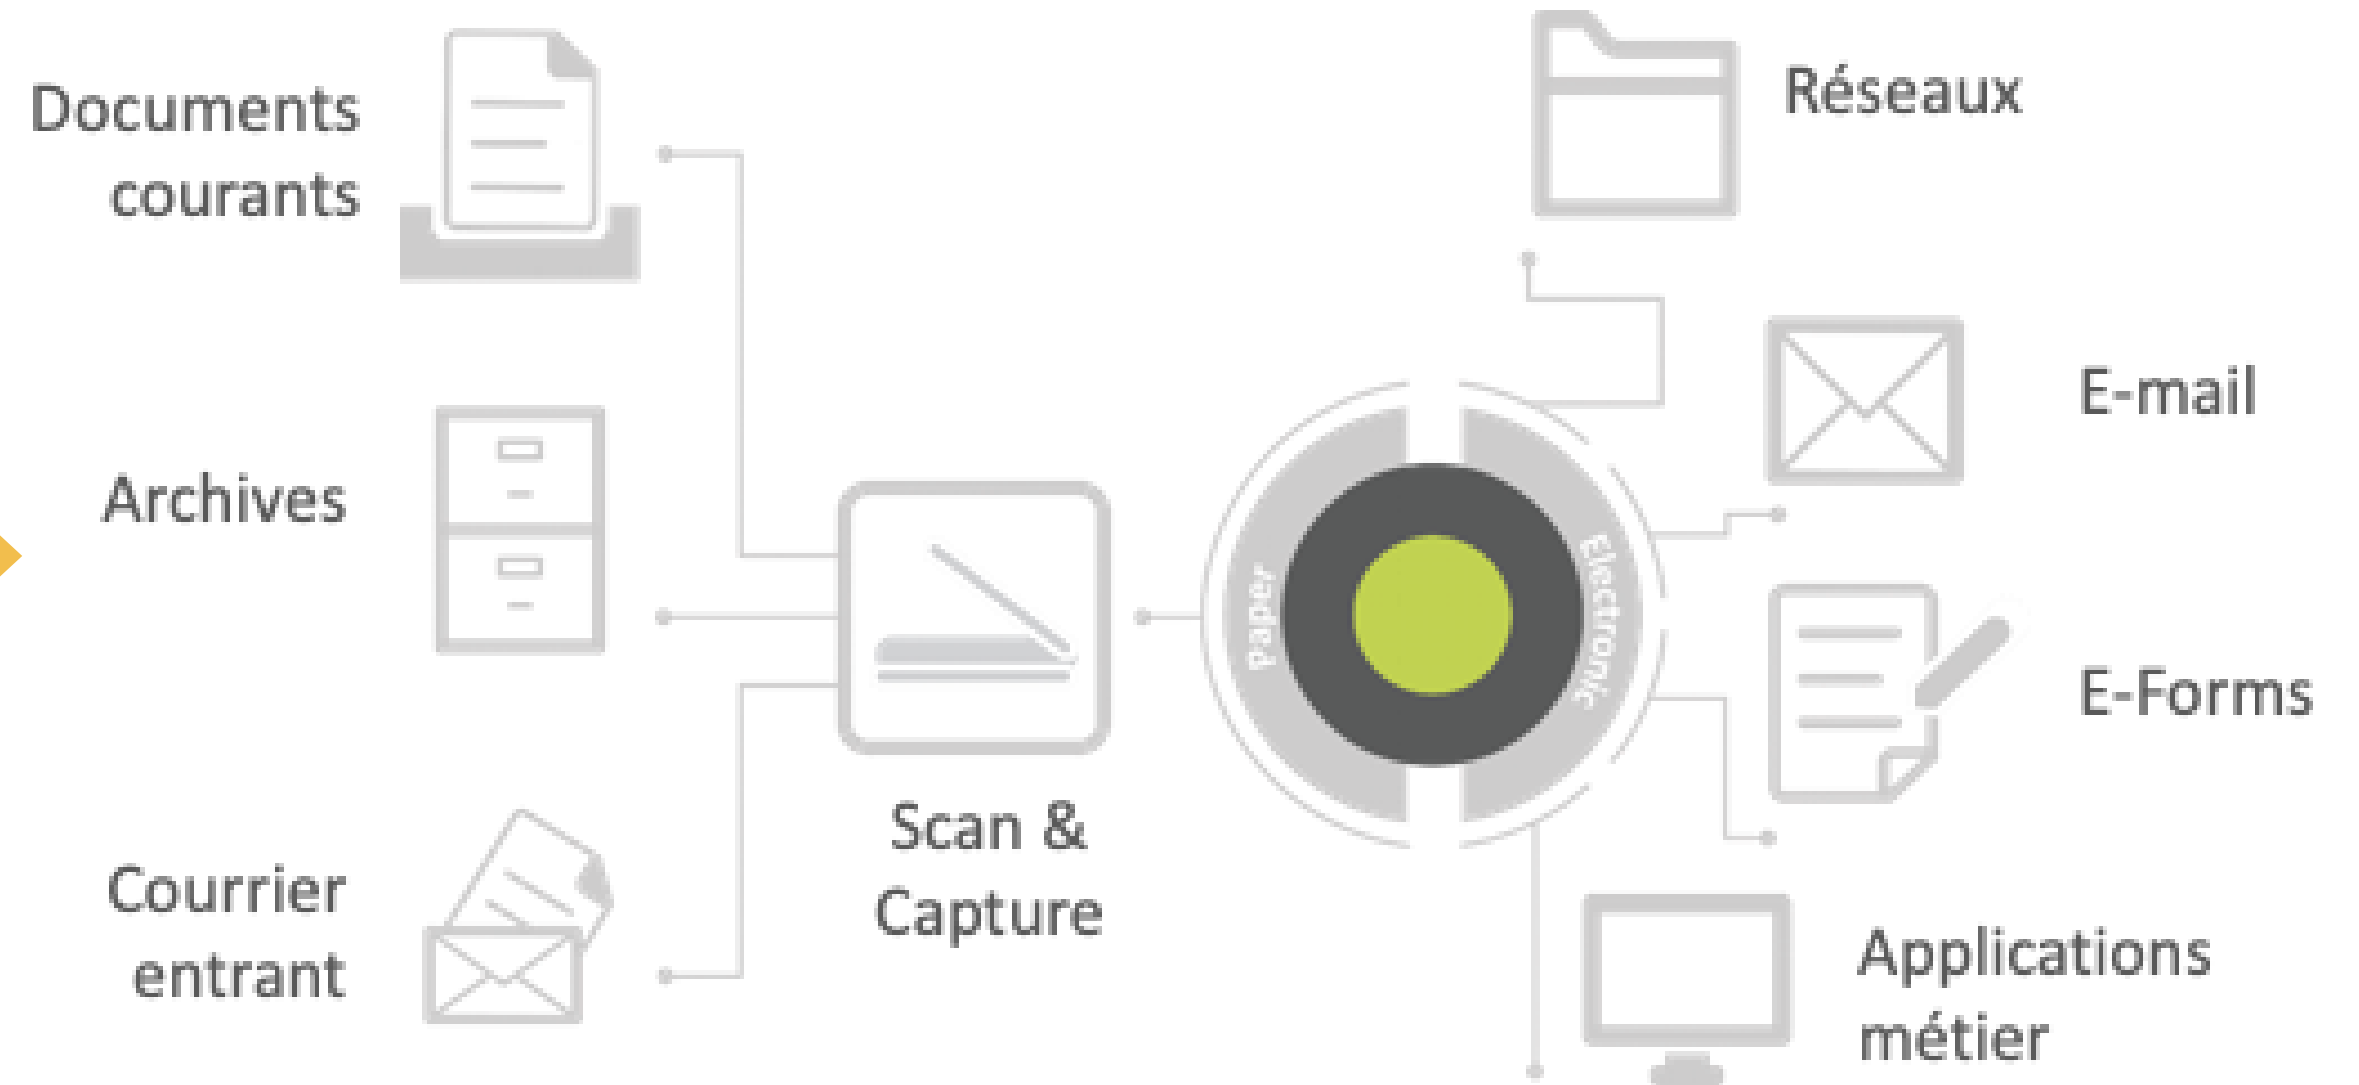 Documents
courants
Archives
Courrier
entrant
Scan &
Capture
Paper
Electronic
Réseaux
E-mail
E-Forms
Applications
métier